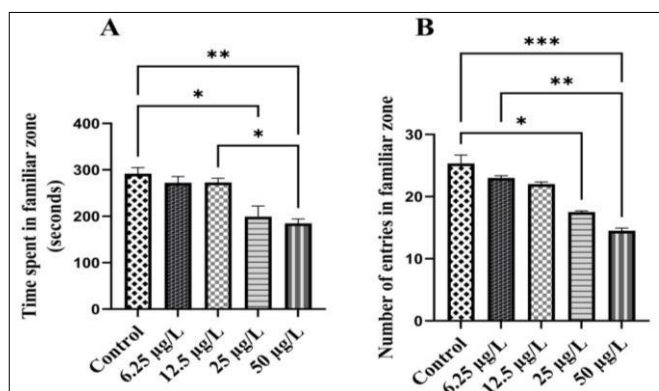 A
**
*
*
Time spent in familiar zone
(seconds)
400
300
200
100
0
Control
6.25 µg/L
12.5 µg/L
25 µg/L
50 µg/L
B
***
**
*
Number of entries in familiar zone
30
20
10
0
Control
6.25 µg/L
12.5 µg/L
25 µg/L
50 µg/L